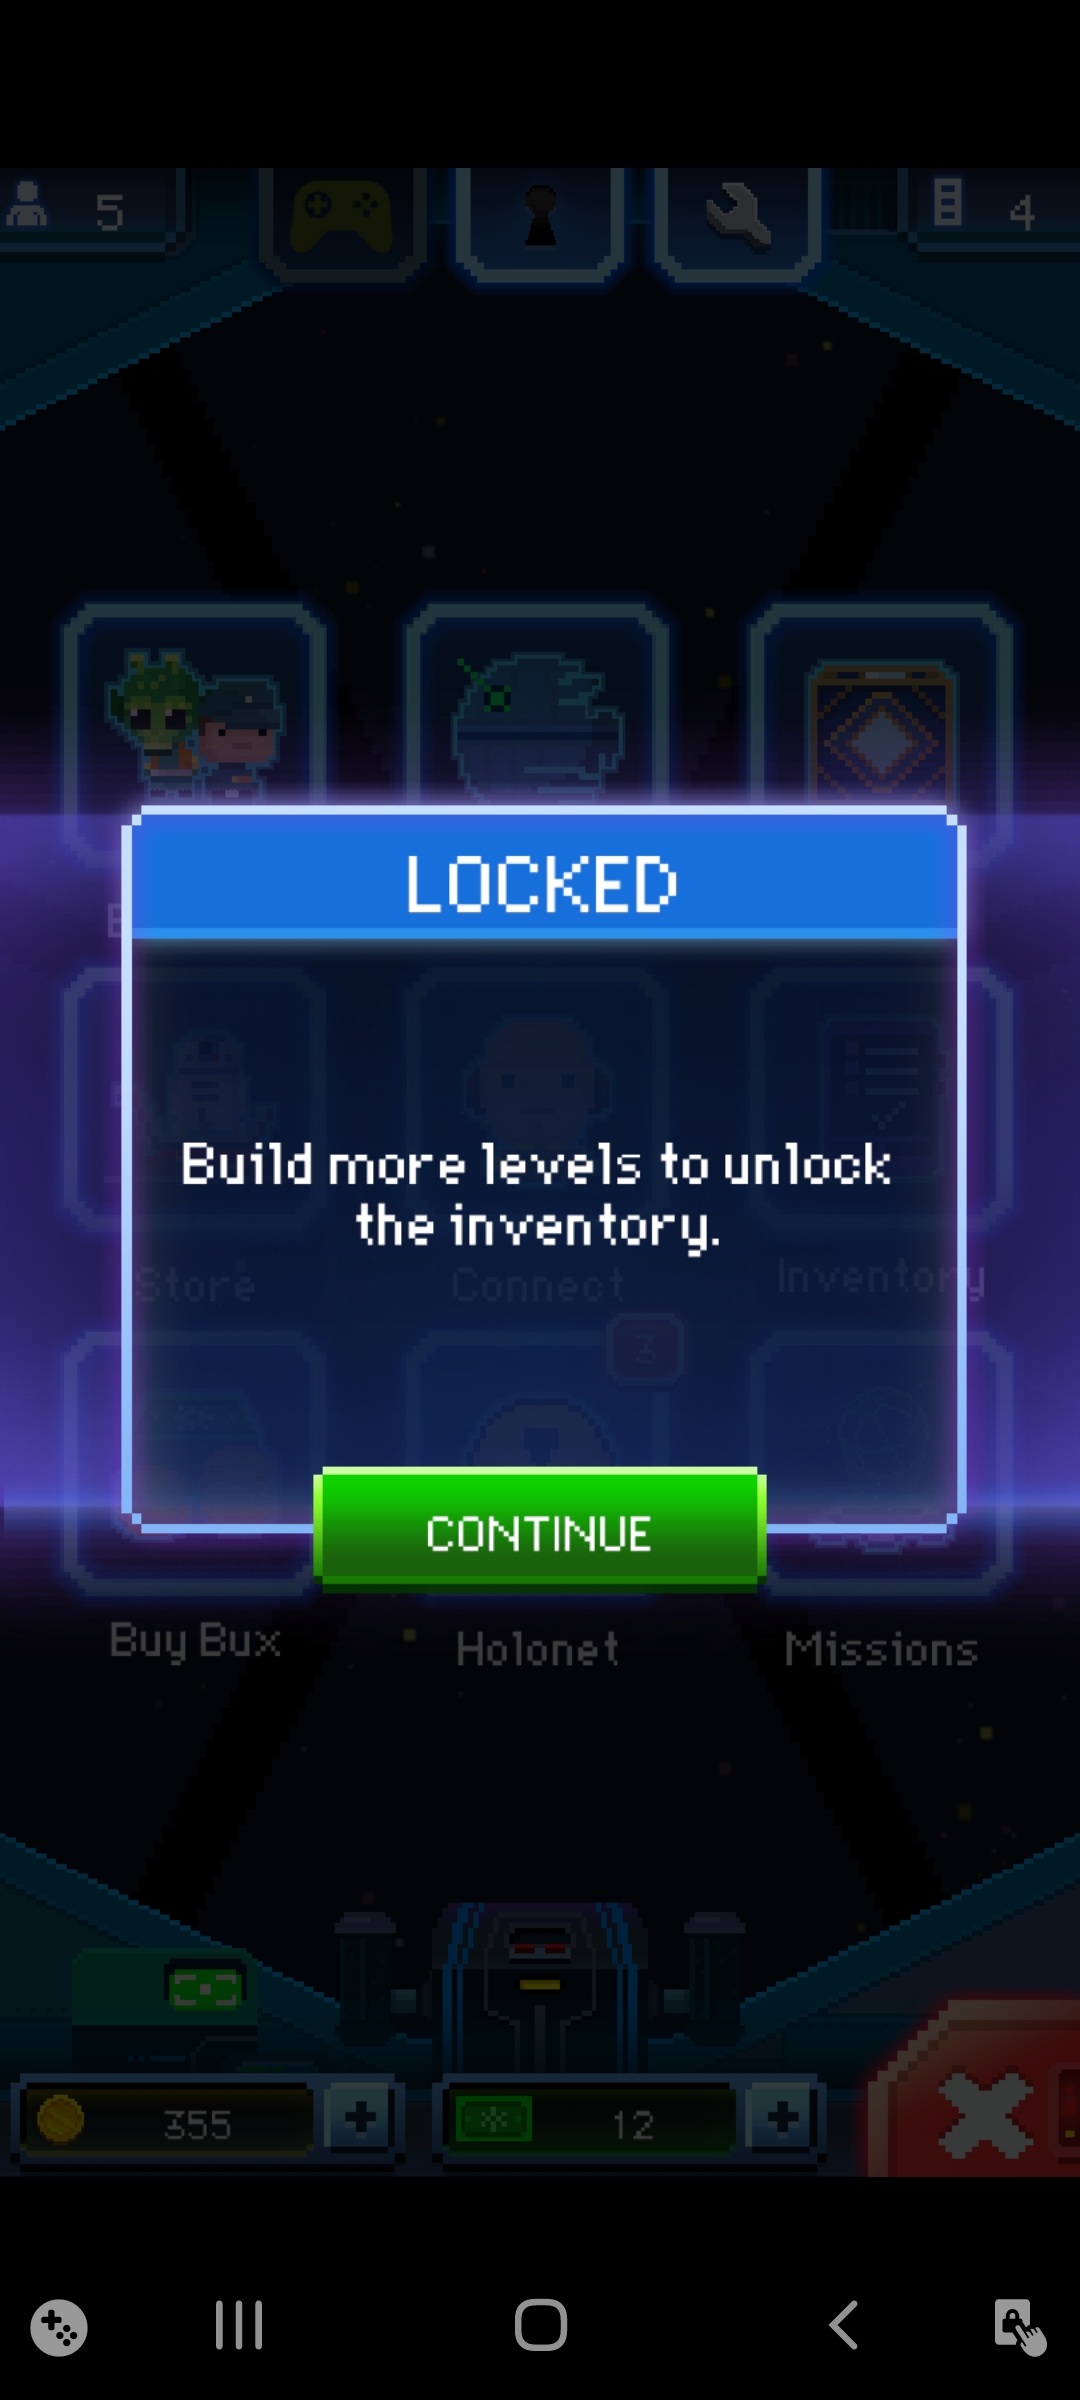 5
4
LOCKED
Build more levels to unlock
the inventory.
Store
Connect
Inventory
3
CONTINUE
Buy Bux
Holonet
Missions
355
12